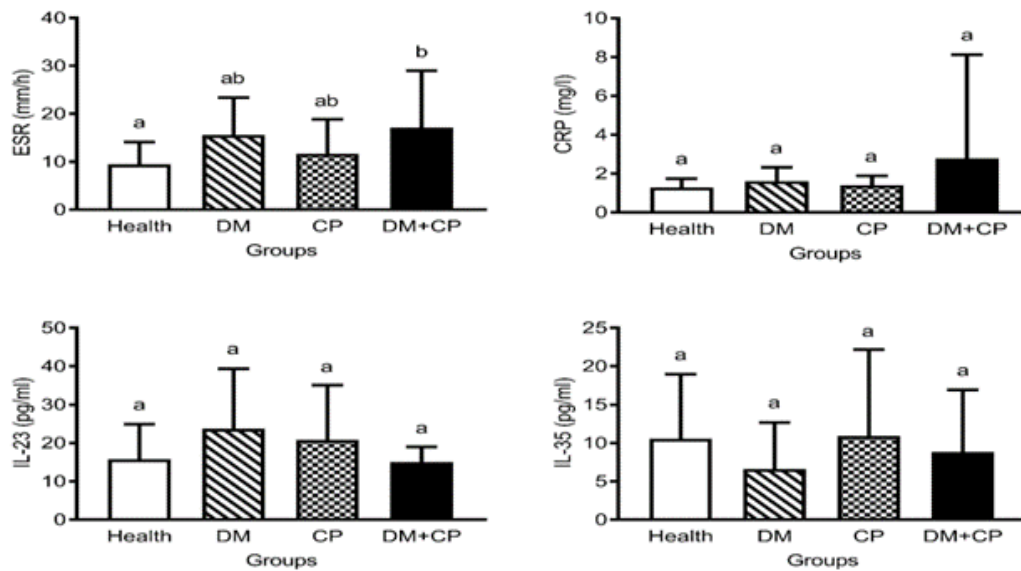 ESR (mm/h)
40
30
20
10
0
a
ab
ab
b
Health DM CP DM+CP
Groups
CRP (mg/l)
10
8
6
4
2
0
a
a
a
a
Health DM CP DM+CP
Groups
IL-23 (pg/ml)
50
40
30
20
10
0
a
a
a
a
Health DM CP DM+CP
Groups
IL-35 (pg/ml)
25
20
15
10
5
0
a
a
a
a
Health DM CP DM+CP
Groups